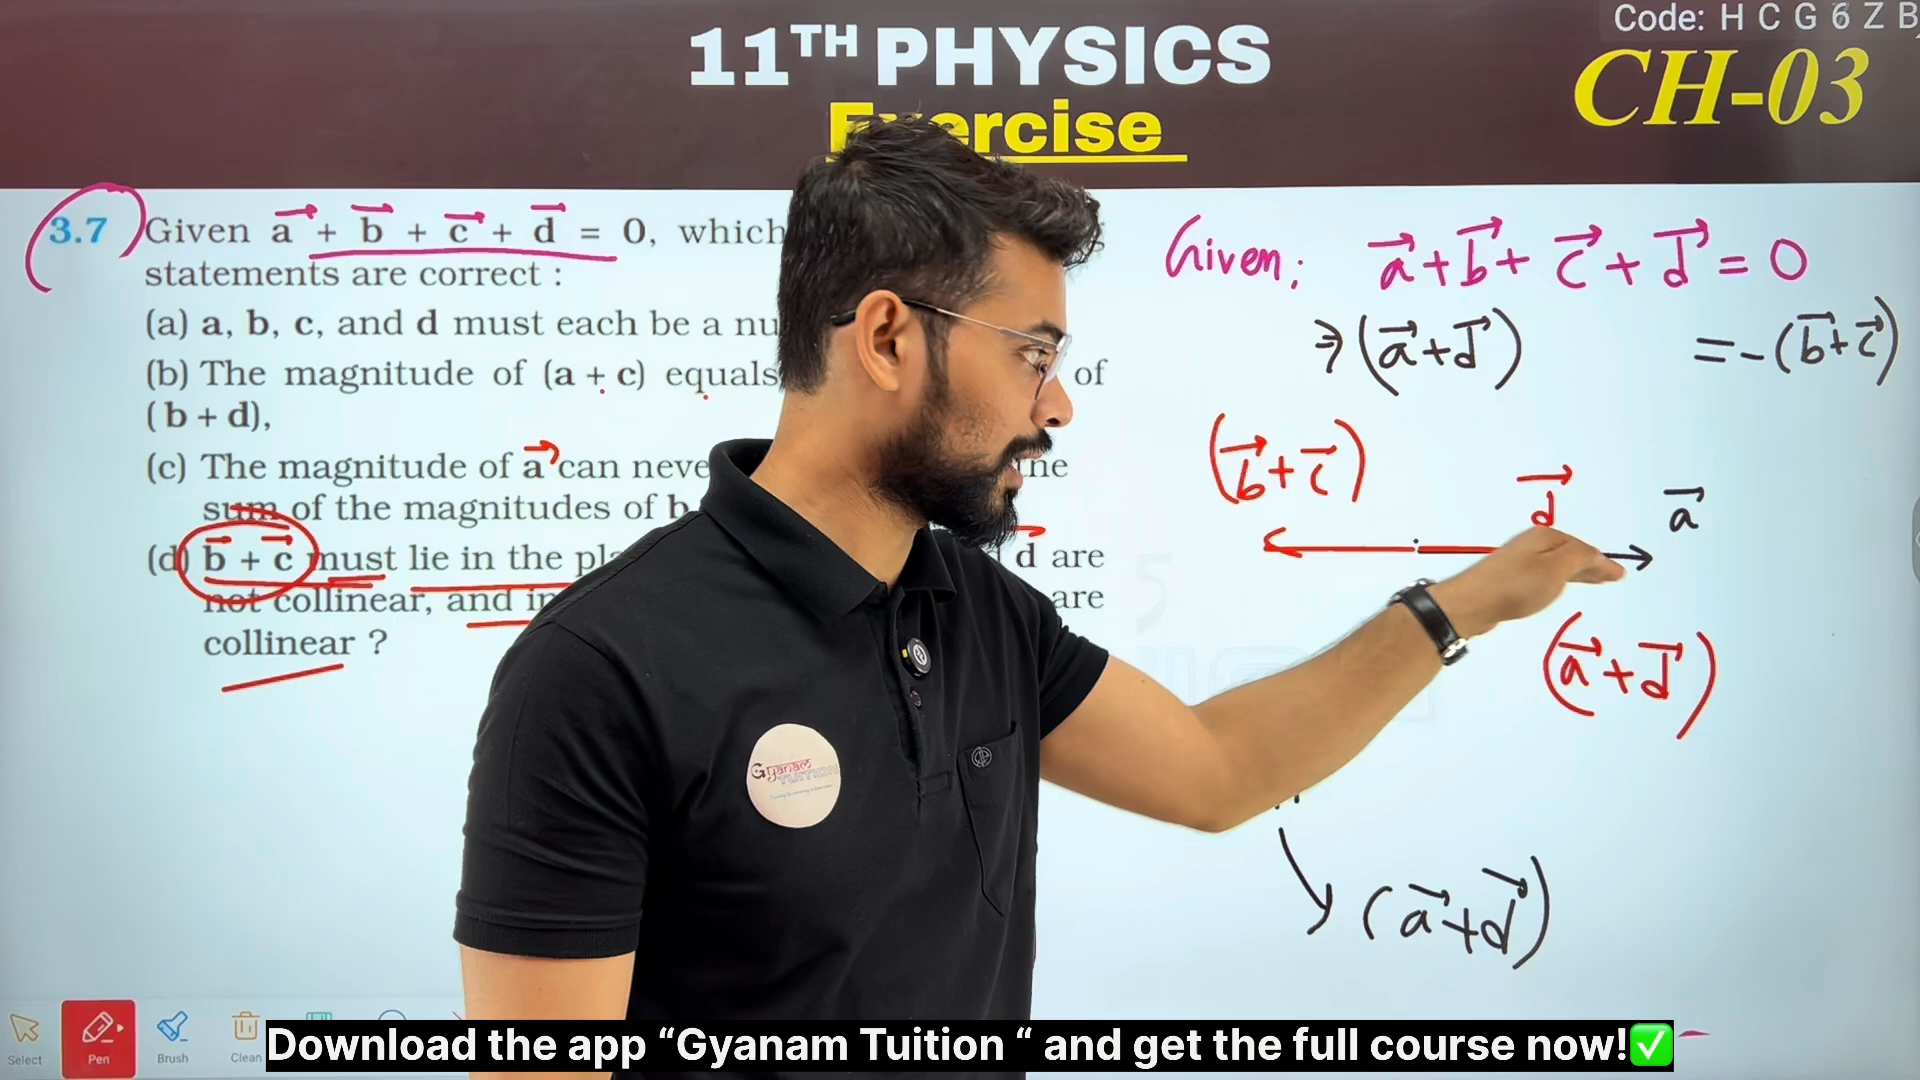 Code: H C G 6 Z B
11TH PHYSICS
CH-03
Exercise
3.7 Given a + b + c + d = 0, which
statements are correct :
(a) a, b, c, and d must each be a nu
(b) The magnitude of (a + c) equals of
( b + d),
(c) The magnitude of a can neve the
sum of the magnitudes of b
(d) b + c must lie in the pl d are
not collinear, and in are
collinear ?
Given: a⃗ + b⃗ + c⃗ + d⃗ = 0
⇒ (a⃗ + d⃗) = - (b⃗ + c⃗)
(b⃗ + c⃗)
d⃗ a⃗
(a⃗ + d⃗)
(a⃗ + d⃗)
Gyanam
TUITION
Select Pen Brush Clean
Download the app “Gyanam Tuition “ and get the full course now!✅